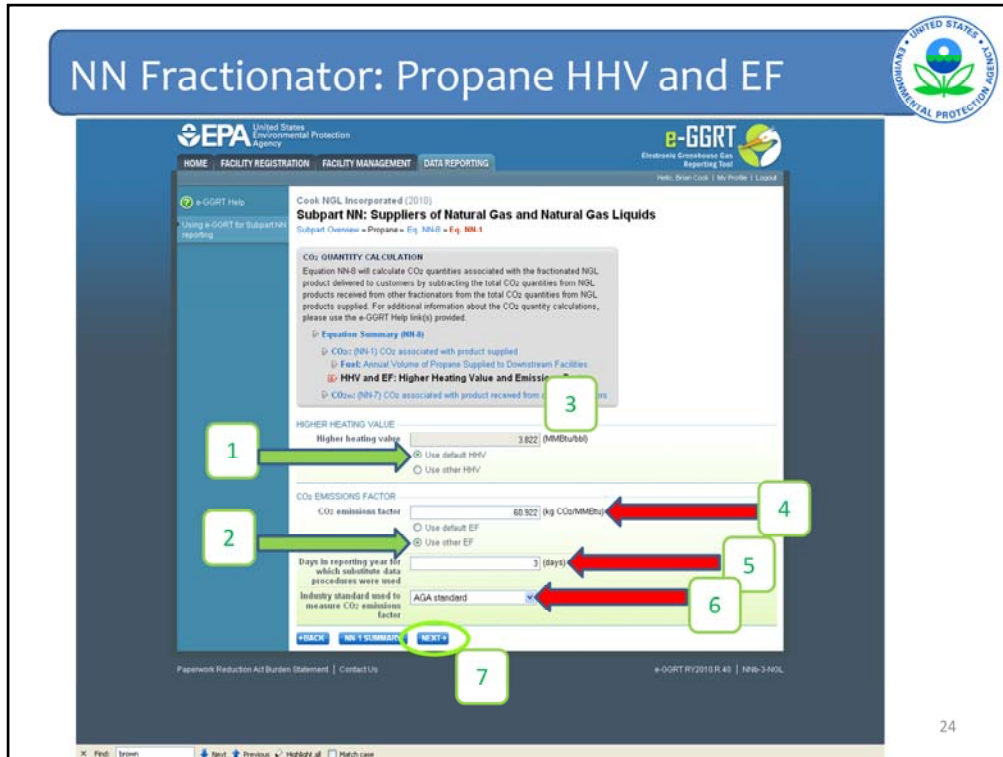 NN Fractionator: Propane HHV and EF
UNITED STATES
ENVIRONMENTAL PROTECTION AGENCY
EPA United States
Environmental Protection
Agency
e-GGRT
Electronic Greenhouse Gas
Reporting Tool
HOME FACILITY REGISTRATION FACILITY MANAGEMENT DATA REPORTING
Hello, Brian Cook | My Profile | Logout
e-GGRT Help
Using e-GGRT for Subpart NN
reporting
Cook NGL Incorporated (2010)
Subpart NN: Suppliers of Natural Gas and Natural Gas Liquids
Subpart Overview » Propane » Eq. NN-8 » Eq. NN-1
CO2 QUANTITY CALCULATION
Equation NN-8 will calculate CO2 quantities associated with the fractionated NGL
product delivered to customers by subtracting the total CO2 quantities from NGL
products received from other fractionators from the total CO2 quantities from NGL
products supplied. For additional information about the CO2 quantity calculations,
please use the e-GGRT Help link(s) provided.
Equation Summary (NN-8)
CO2i: (NN-1) CO2 associated with product supplied
Fuel: Annual Volume of Propane Supplied to Downstream Facilities
HHV and EF: Higher Heating Value and Emission
(NN-7) CO2 associated with product received from
3
HIGHER HEATING VALUE
Higher heating value 3.822 (MMBtu/bbl)
1
Use default HHV
Use other HHV
CO2 EMISSIONS FACTOR
CO2 emissions factor 60.922 (kg CO2/MMBtu)
4
Use default EF
2
Use other EF
Days in reporting year for
which substitute data
procedures were used
3 (days)
5
Industry standard used to
measure CO2 emissions
factor
AGA standard
6
BACK NN-1 SUMMARY NEXT
7
Paperwork Reduction Act Burden Statement | Contact Us
e-GGRT RY2010.R.40 | NNb-3-NGL
24
× Find: brown Next Previous Highlight all Match case